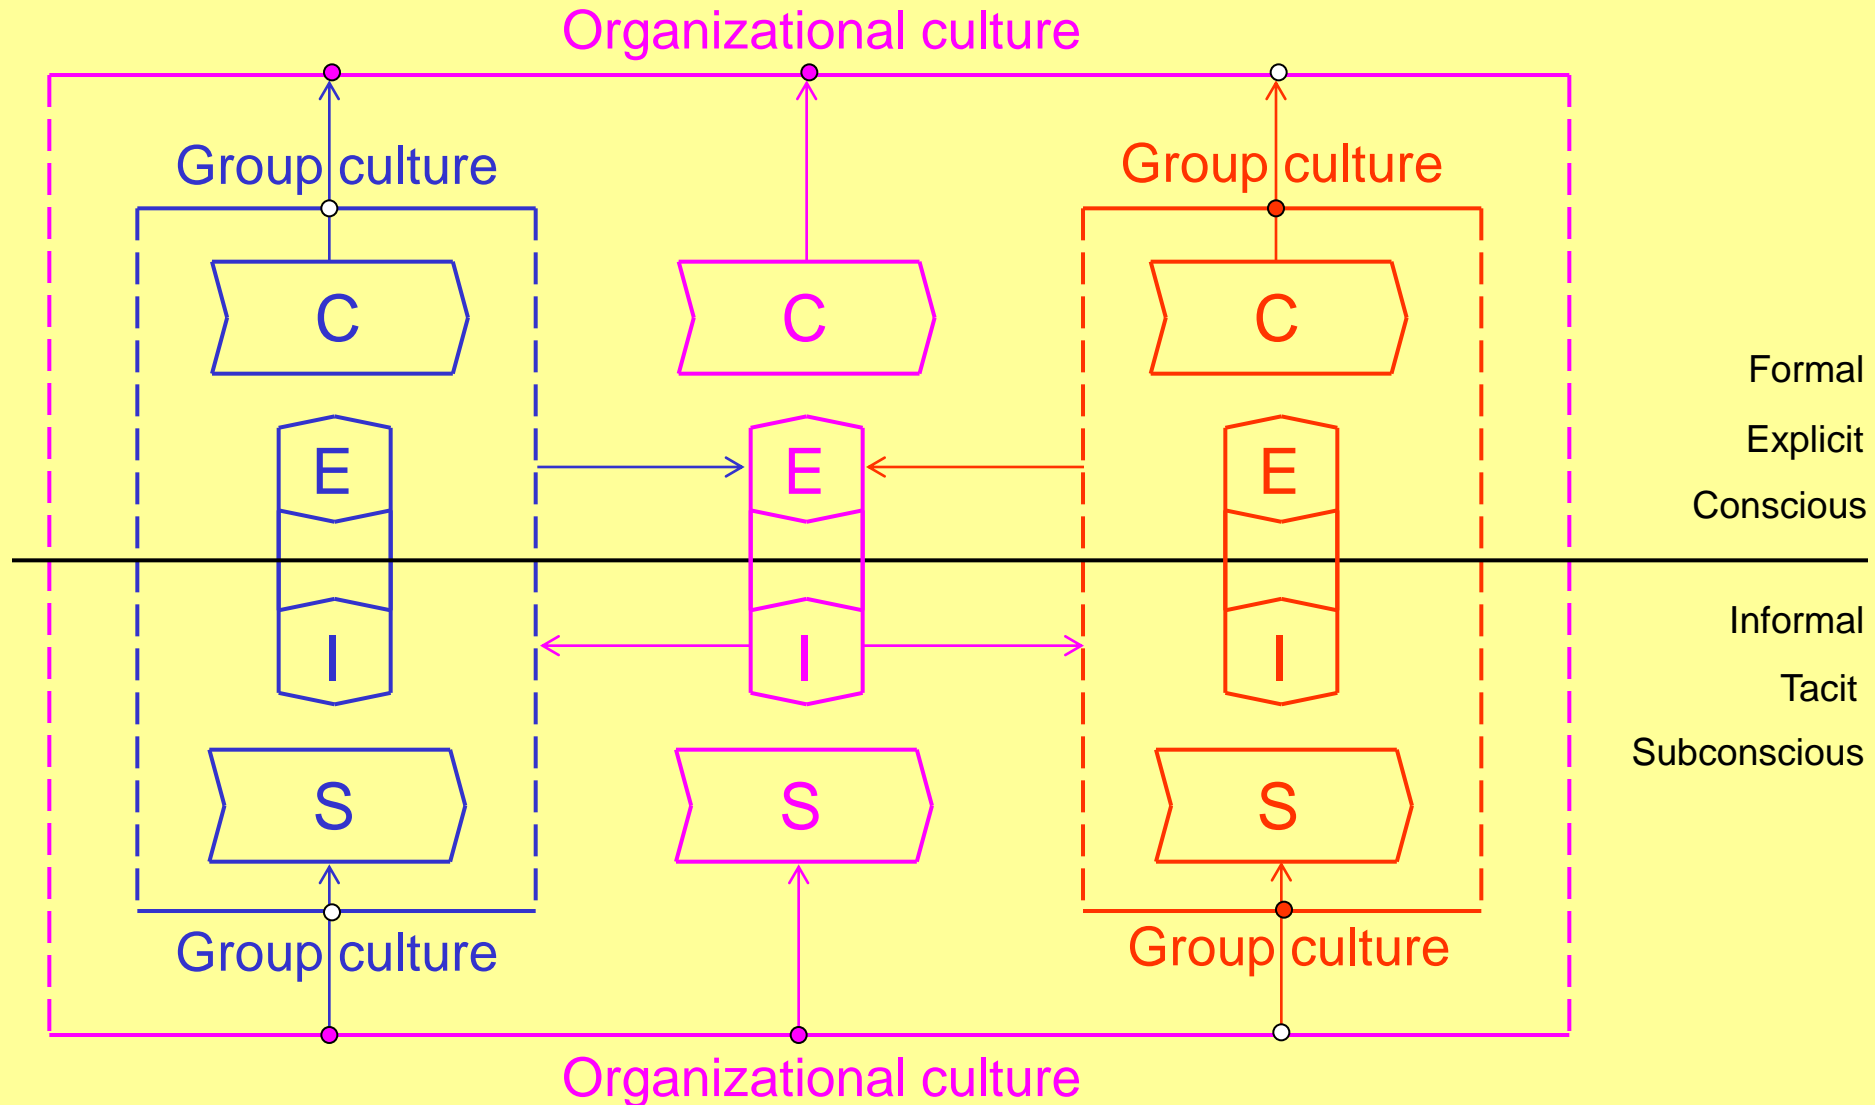 Organizational culture
Group culture
Group culture
C
C
C
Formal
E
E
E
Explicit
Conscious
Informal
I
I
I
Tacit
Subconscious
S
S
S
Group culture
Group culture
Organizational culture